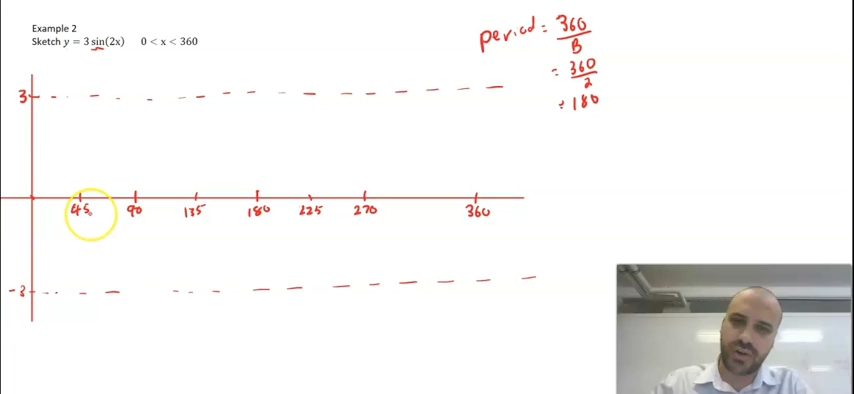 Example 2
Sketch y = 3 sin(2x) 0 < x < 360
period = 360/B
= 360/2
= 180
3
45 90 135 180 225 270 360
-3